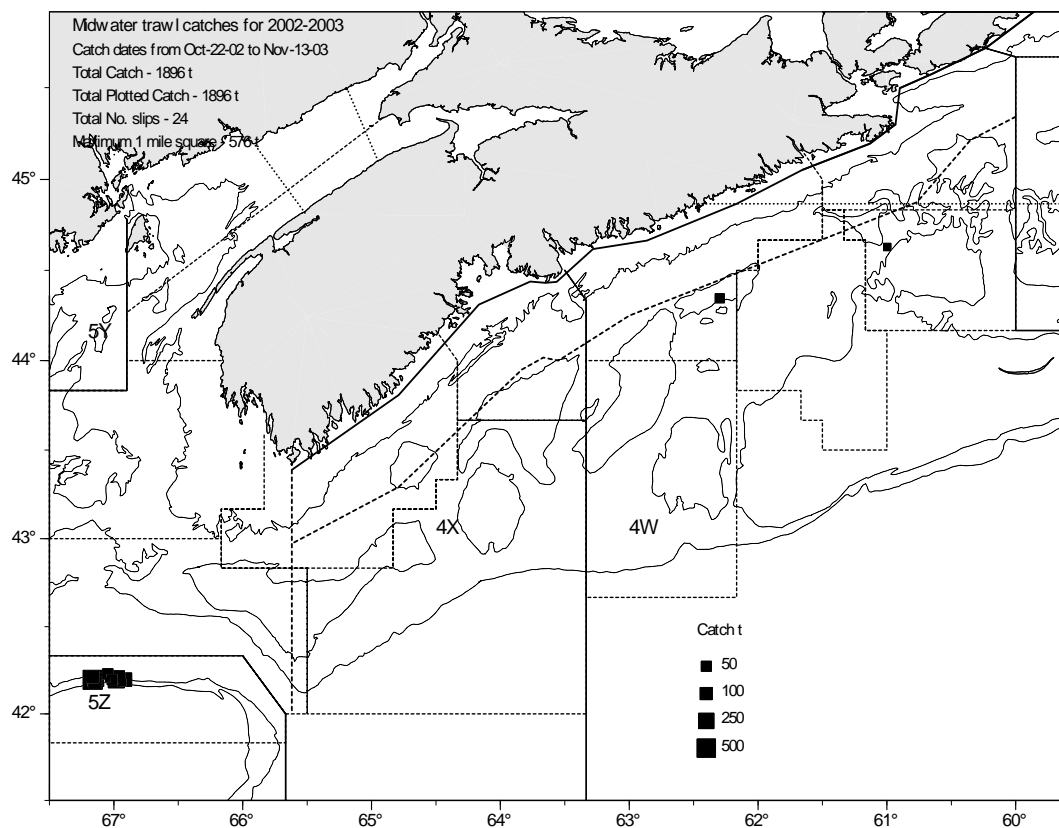 Midwater trawl catches for 2002-2003
Catch dates from Oct-22-02 to Nov-13-03
Total Catch - 1896 t
Total Plotted Catch - 1896 t
Total No. slips - 24
Maximum 1 mile square - 576 t
45°
5Y
44°
4X
4W
43°
Catch t
50
100
250
500
5Z
42°
67°
66°
65°
64°
63°
62°
61°
60°